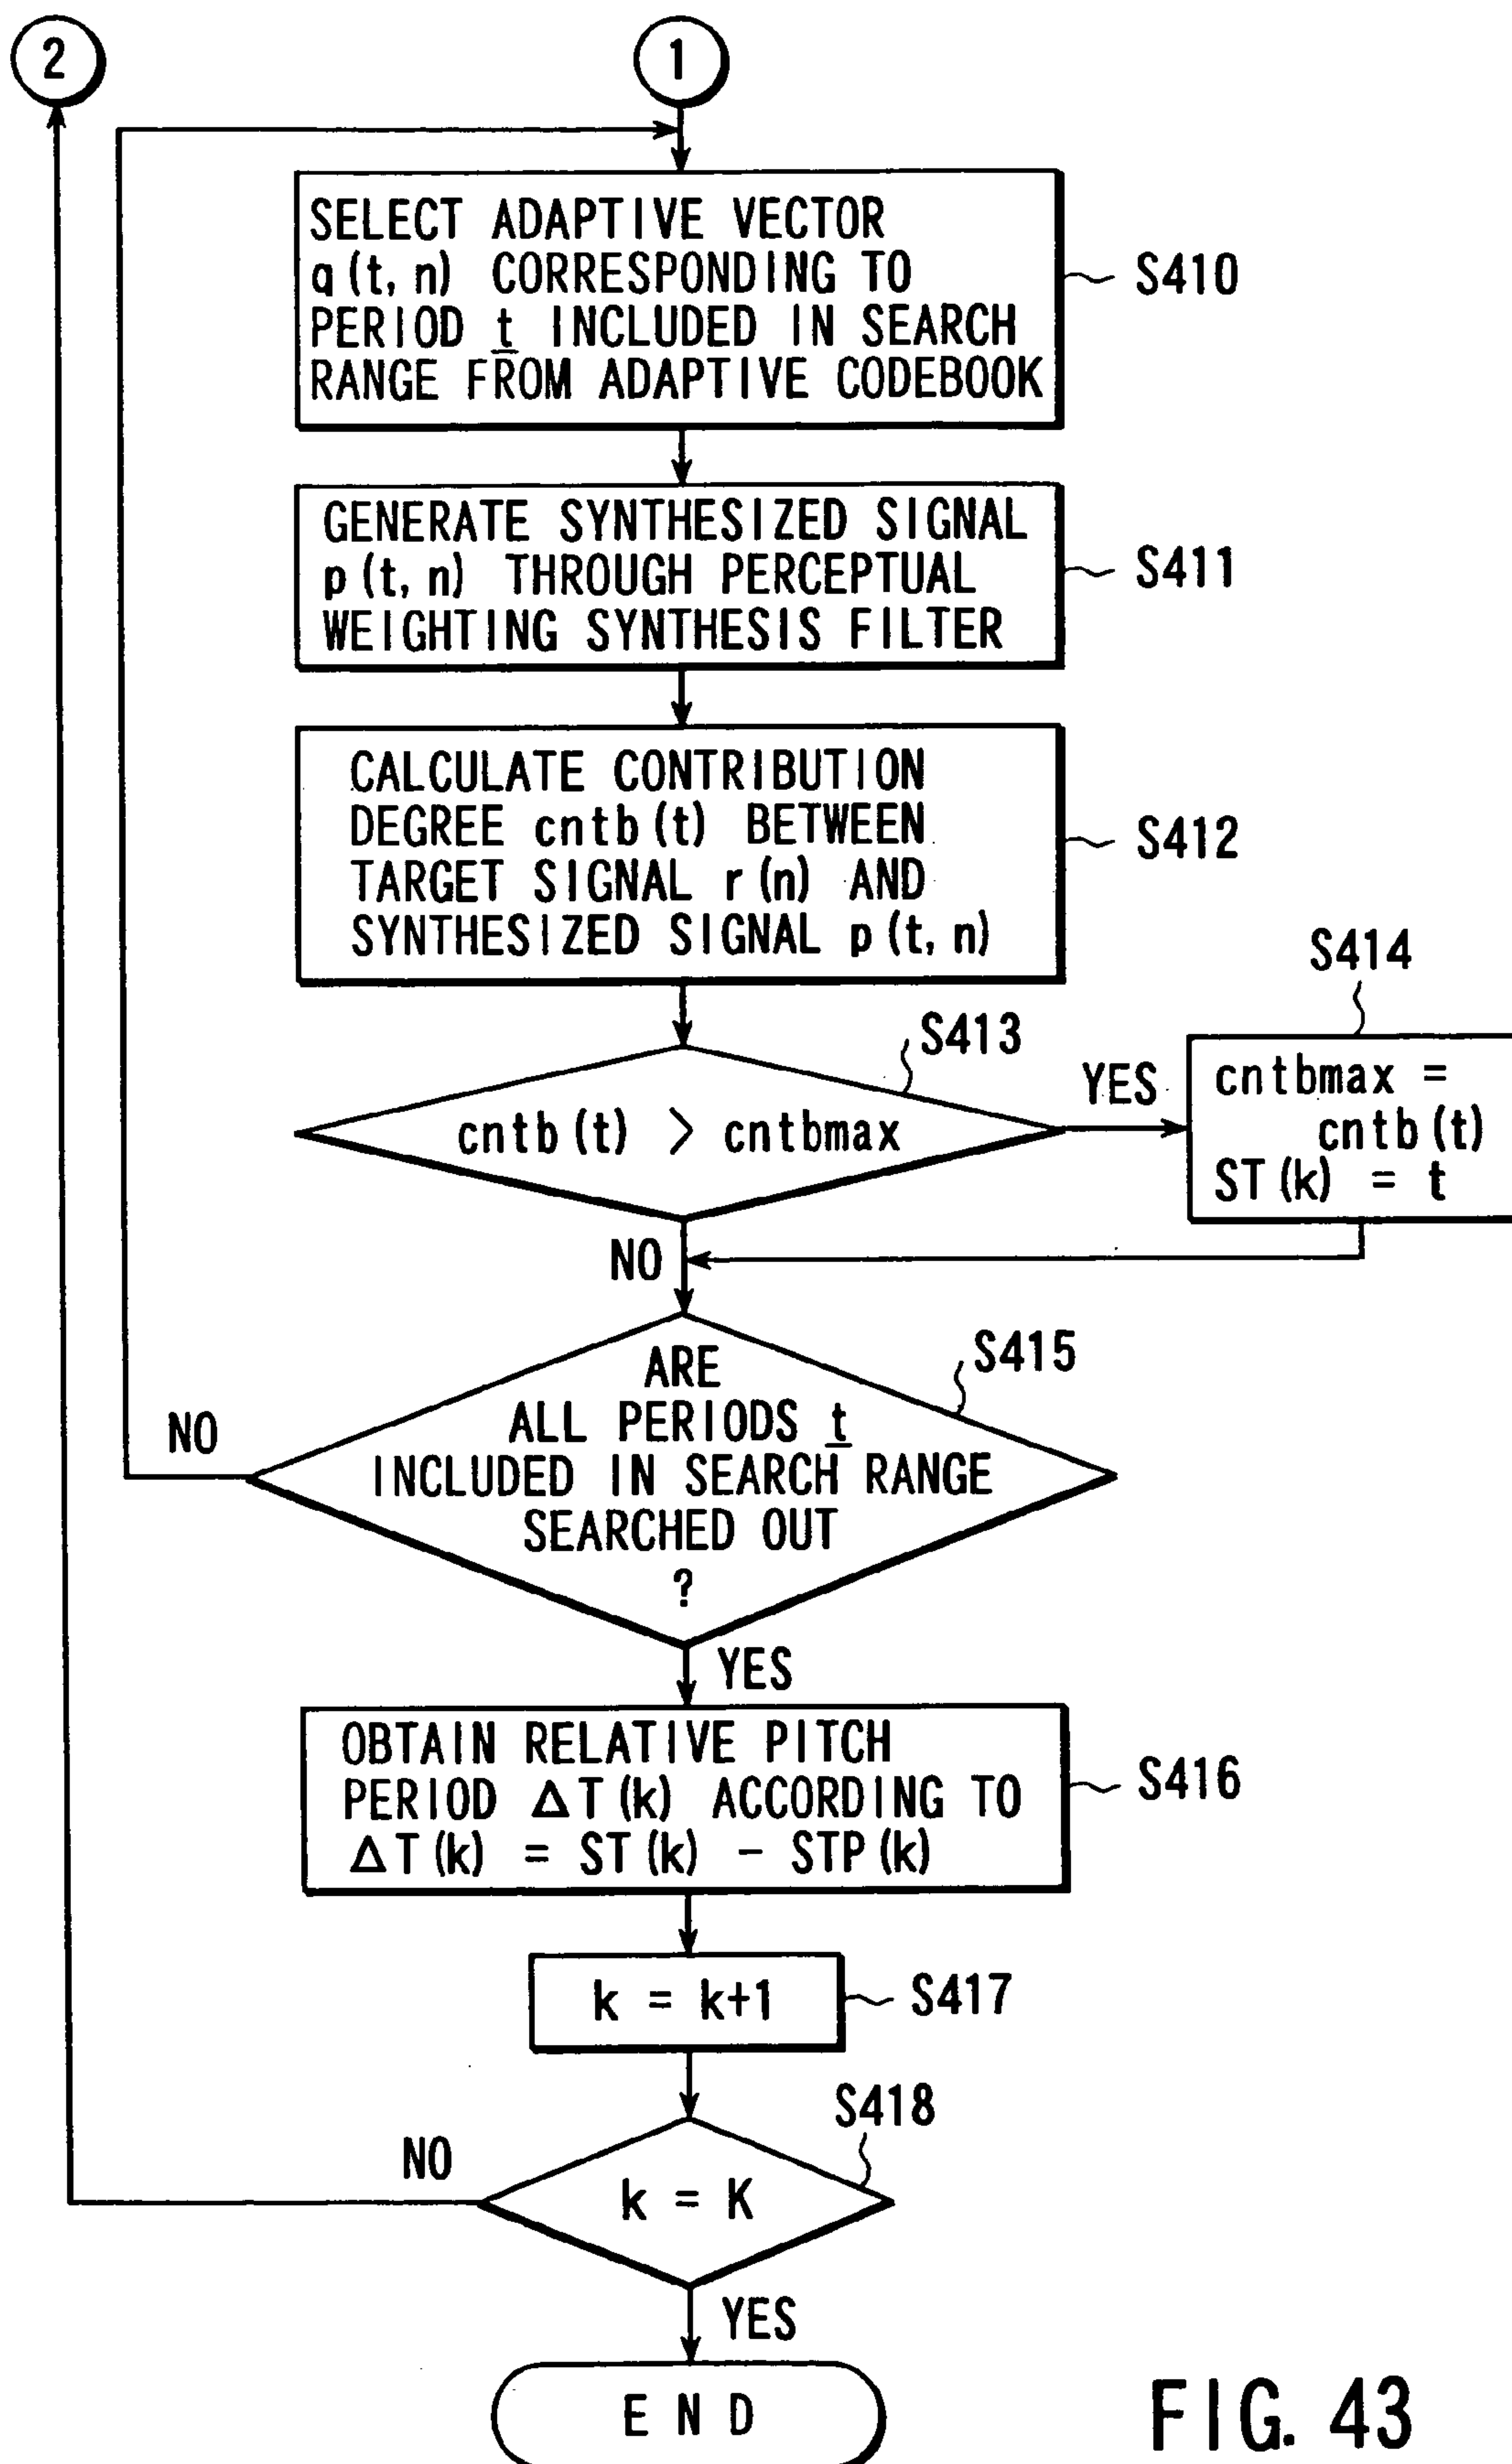 2
1
SELECT ADAPTIVE VECTOR
q(t,n) CORRESPONDING TO
PERIOD t INCLUDED IN SEARCH
RANGE FROM ADAPTIVE CODEBOOK
S410
GENERATE SYNTHESIZED SIGNAL
p(t,n) THROUGH PERCEPTUAL
WEIGHTING SYNTHESIS FILTER
S411
CALCULATE CONTRIBUTION
DEGREE cntb(t) BETWEEN
TARGET SIGNAL r(n) AND
SYNTHESIZED SIGNAL p(t,n)
S412
S413
cntb(t) > cntbmax
YES
S414
cntbmax =
cntb(t)
ST(k) = t
NO
S415
ARE
ALL PERIODS t
INCLUDED IN SEARCH RANGE
SEARCHED OUT
?
NO
YES
OBTAIN RELATIVE PITCH
PERIOD ΔT(k) ACCORDING TO
ΔT(k) = ST(k) - STP(k)
S416
k = k+1
S417
S418
k = K
NO
YES
END
FIG. 43